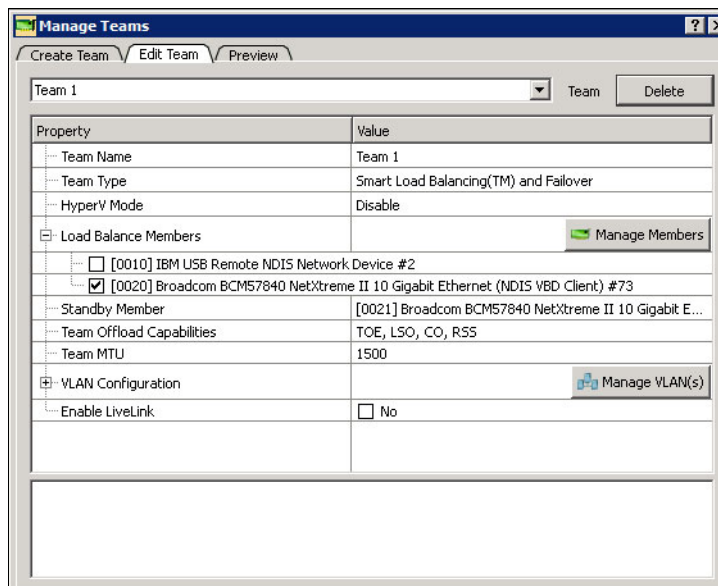 Manage Teams
Create Team Edit Team Preview
Team 1 Team Delete
Property Value
Team Name Team 1
Team Type Smart Load Balancing(TM) and Failover
HyperV Mode Disable
Load Balance Members Manage Members
[0010] IBM USB Remote NDIS Network Device #2
[0020] Broadcom BCM57840 NetXtreme II 10 Gigabit Ethernet (NDIS VBD Client) #73
Standby Member [0021] Broadcom BCM57840 NetXtreme II 10 Gigabit E...
Team Offload Capabilities TOE, LSO, CO, RSS
Team MTU 1500
VLAN Configuration Manage VLAN(s)
Enable LiveLink No